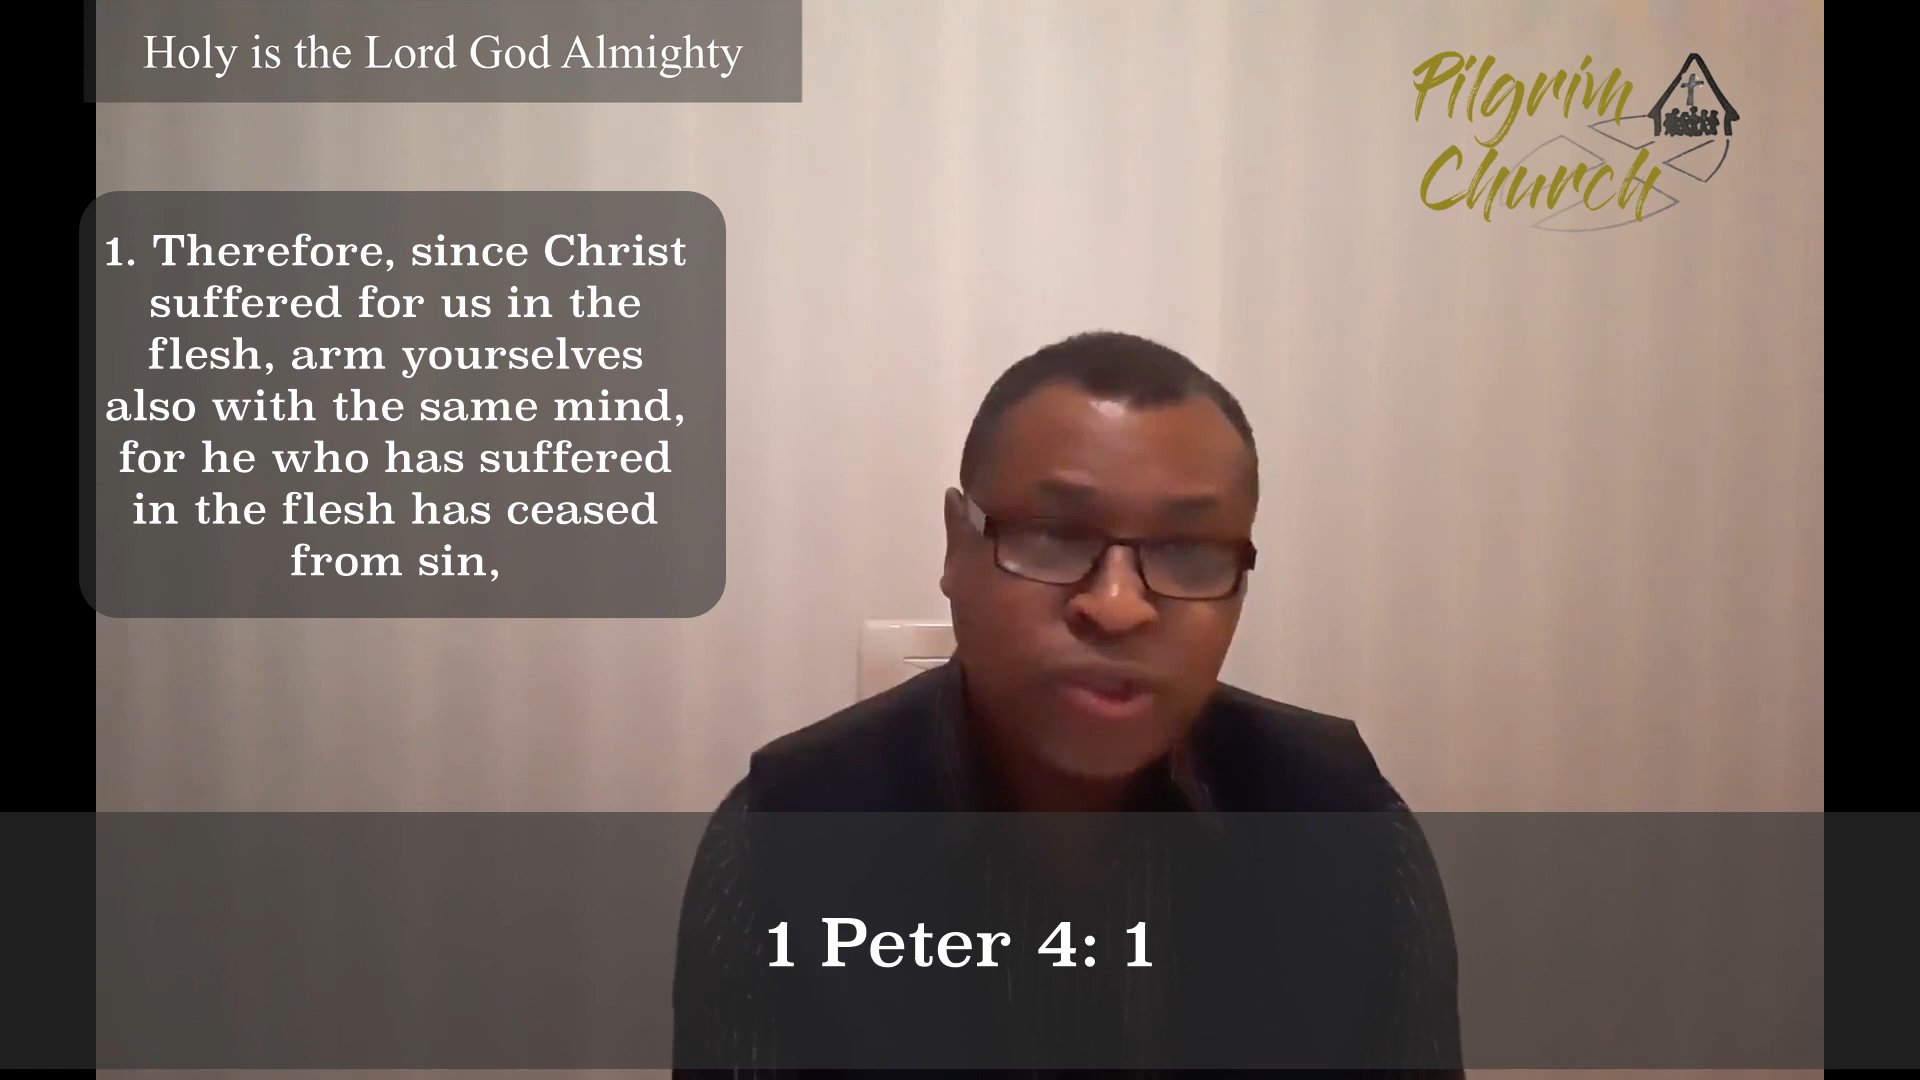 Holy is the Lord God Almighty
Pilgrim
Church
1. Therefore, since Christ
suffered for us in the
flesh, arm yourselves
also with the same mind,
for he who has suffered
in the flesh has ceased
from sin,
1 Peter 4: 1